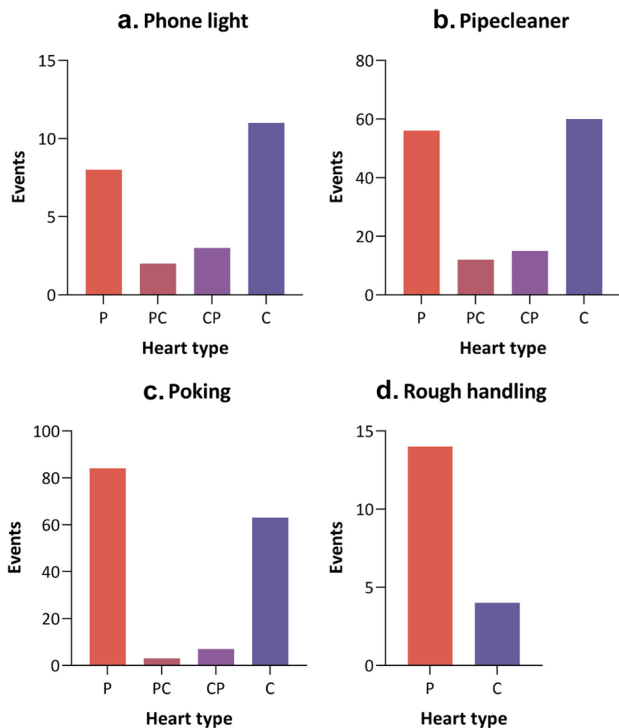 a. Phone light
15
10
5
0
Events
P PC CP C
Heart type
b. Pipecleaner
80
60
40
20
0
Events
P PC CP C
Heart type
c. Poking
100
80
60
40
20
0
Events
P PC CP C
Heart type
d. Rough handling
15
10
5
0
Events
P C
Heart type